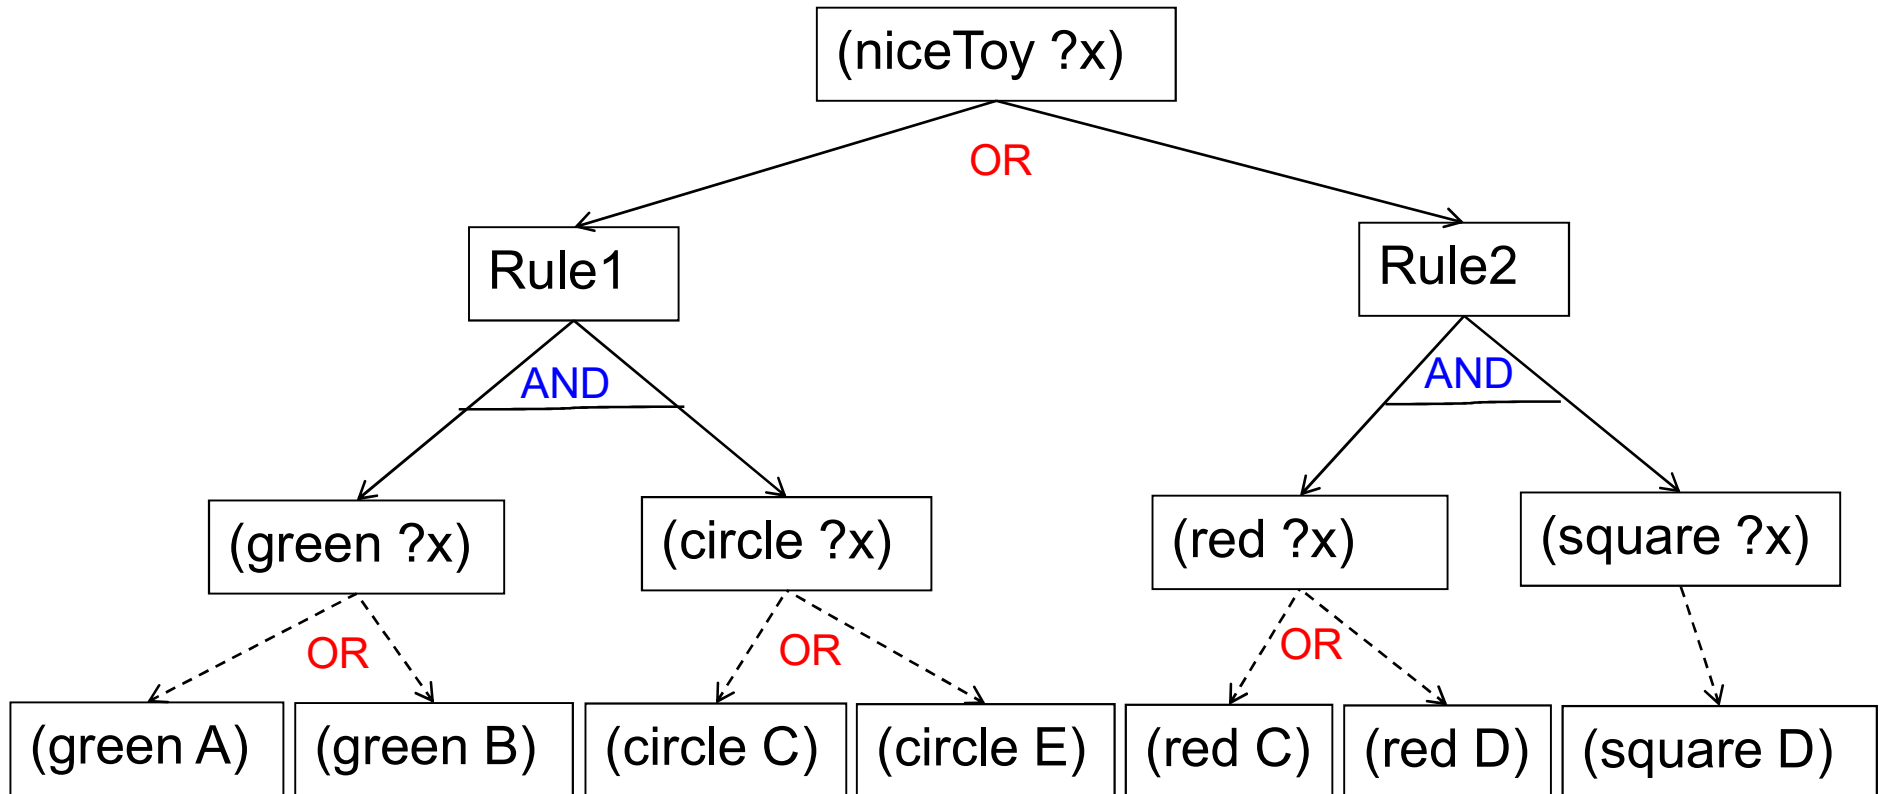 (niceToy ?x)
OR
Rule1
Rule2
AND
AND
(green ?x)
(circle ?x)
(red ?x)
(square ?x)
OR
OR
OR
(green A)
(green B)
(circle C)
(circle E)
(red C)
(red D)
(square D)